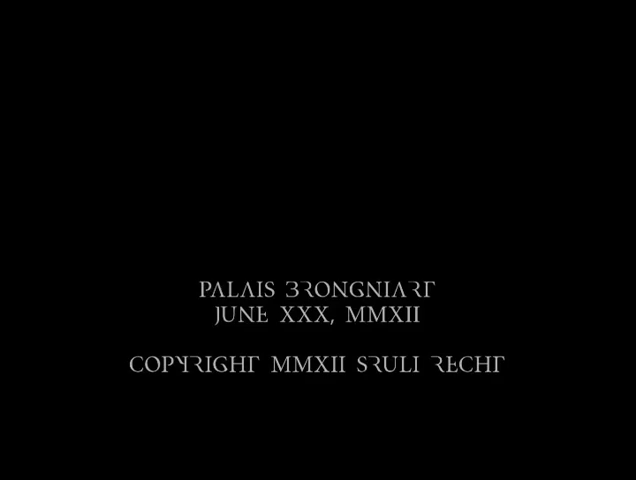 PALAIS BRONGNIART
JUNE XXX, MMXII
COPYRIGHT MMXII SRULI RECHT